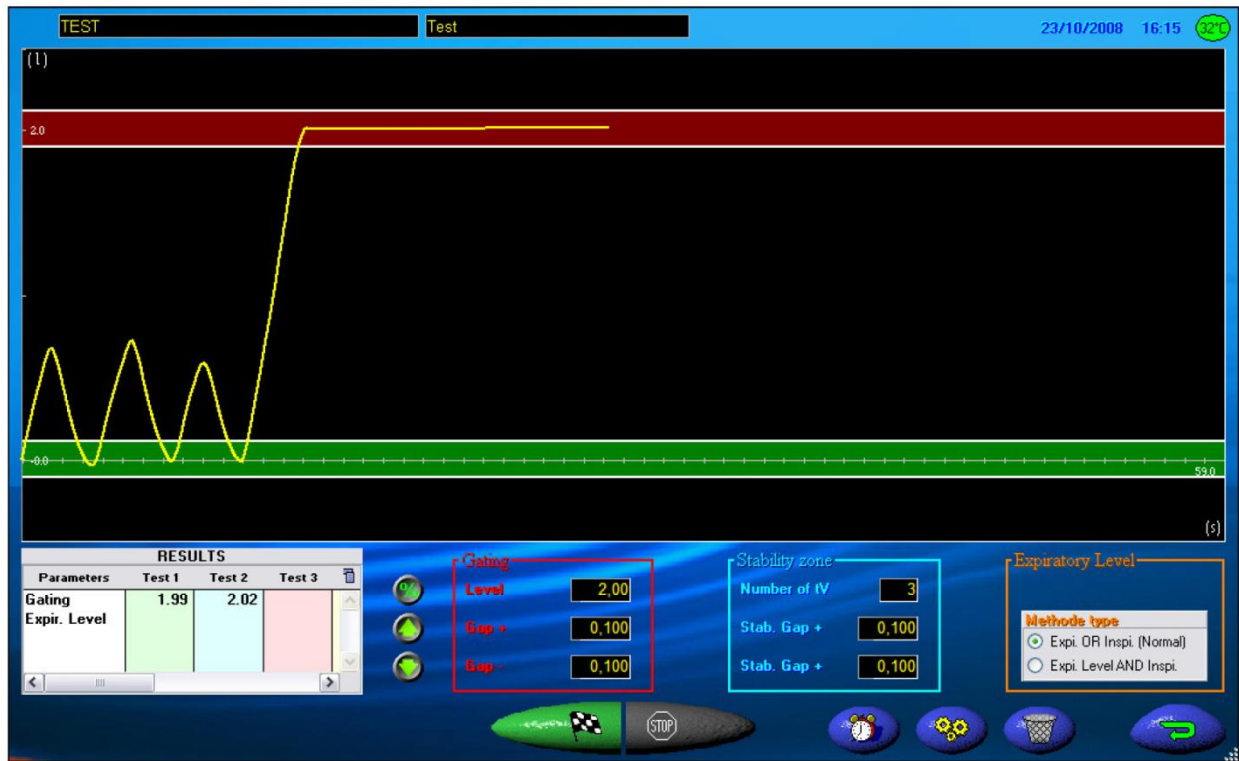 TEST Test 23/10/2008 16:15 32°C
(l)
2.0
-0.0
59.0
(s)
RESULTS
Parameters Test 1 Test 2 Test 3
Gating 1.99 2.02
Expir. Level
%
Gating
Level 2,00
Gap + 0,100
Gap - 0,100
Stability zone
Number of tV 3
Stab. Gap + 0,100
Stab. Gap + 0,100
Expiratory Level
Methode type
Expi. OR Inspi. (Normal)
Expi. Level AND Inspi.
STOP